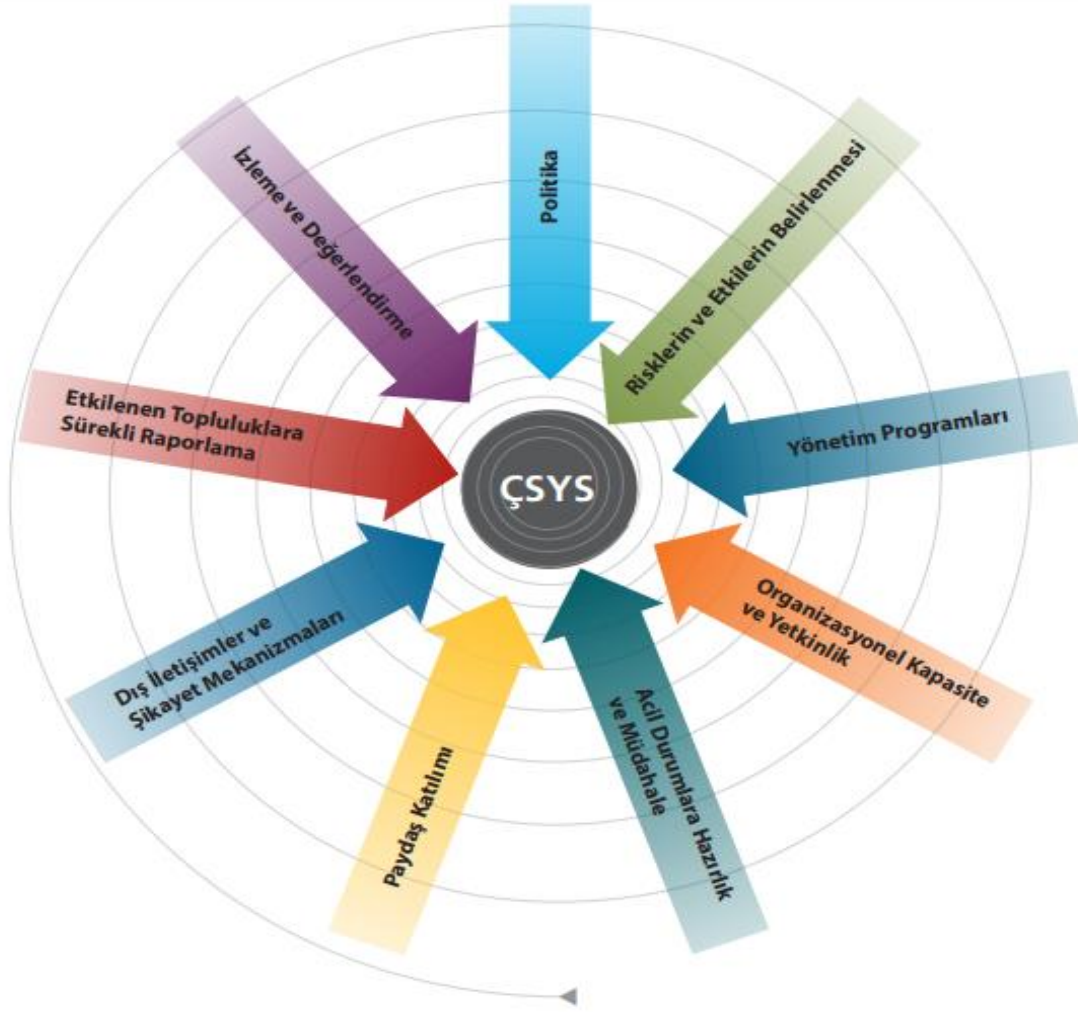 Politika
Risklerin ve Etkilerin Belirlenmesi
Yönetim Programları
Organizasyonel Kapasite
ve Yetkinlik
Acil Durumlara Hazırlık
ve Müdahale
Paydaş Katılımı
Dış İletişimler ve
Şikayet Mekanizmaları
Etkilenen Topluluklara
Sürekli Raporlama
İzleme ve Değerlendirme
ÇSYS